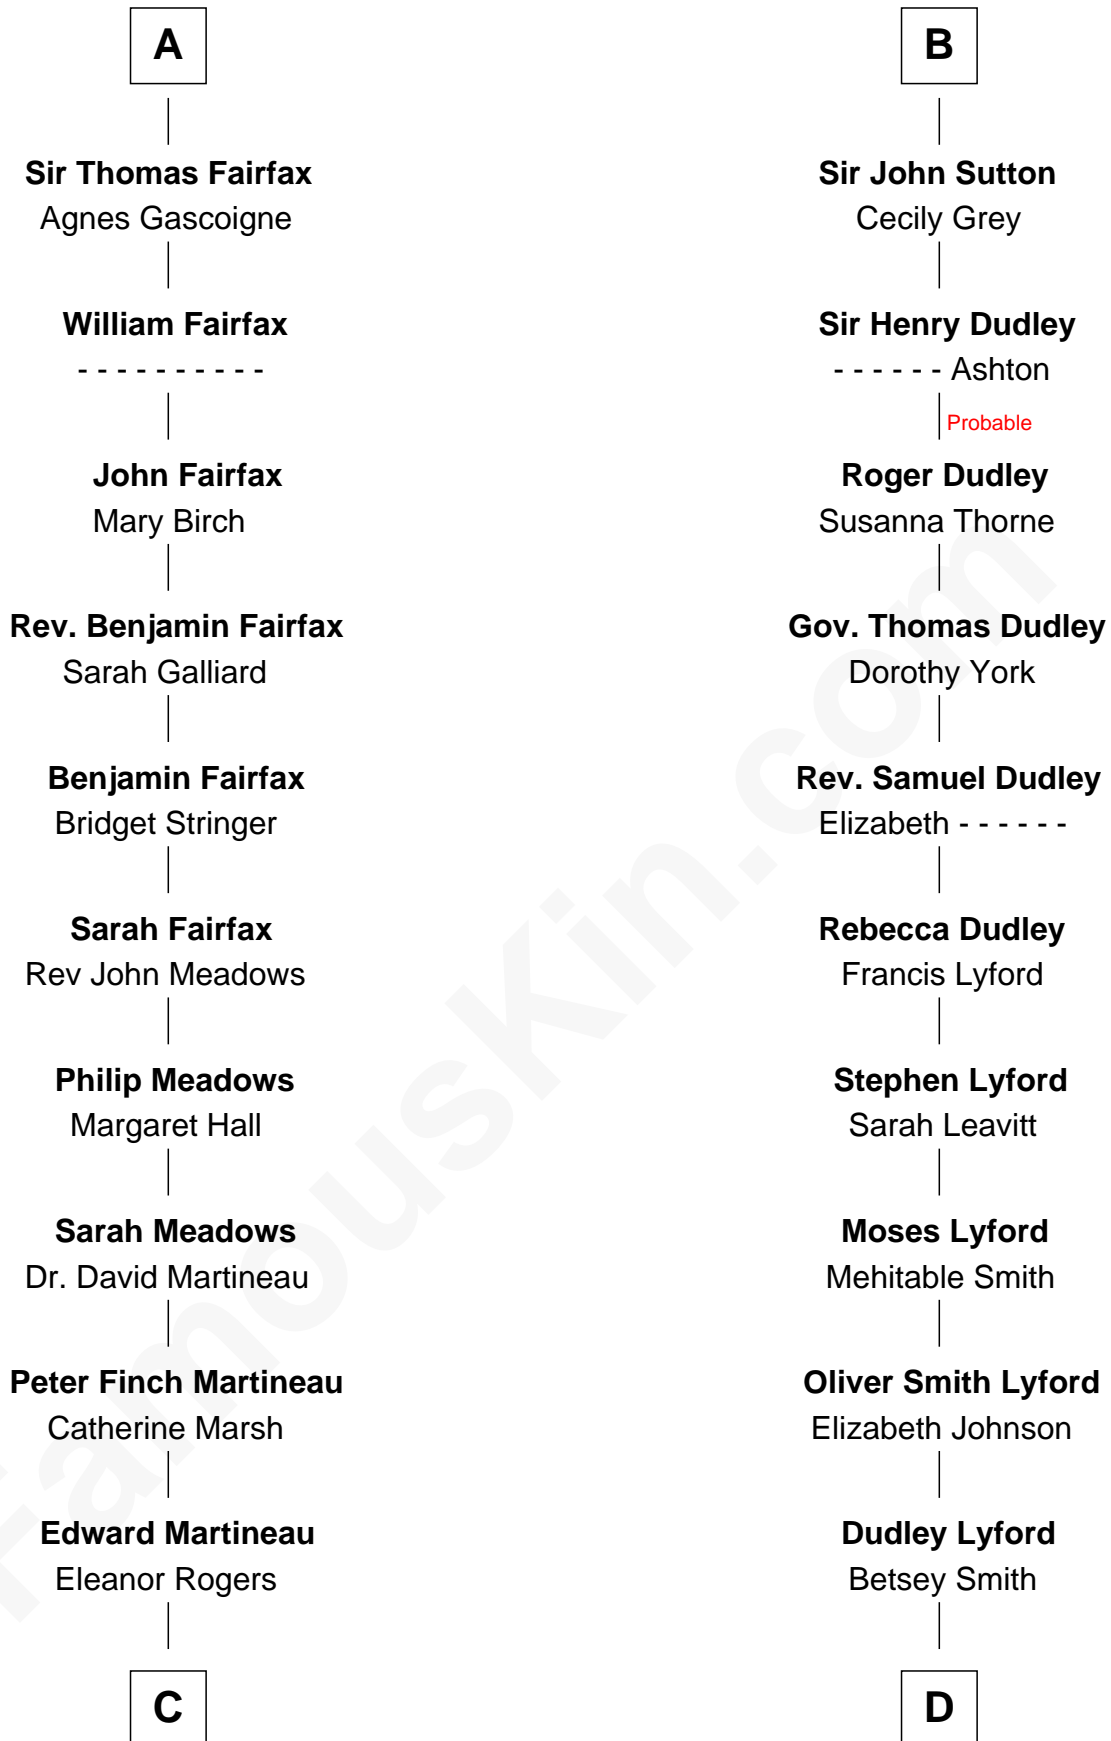 A
Sir Thomas Fairfax
Agnes Gascoigne
William Fairfax
- - - - - - - - - -
John Fairfax
Mary Birch
Rev. Benjamin Fairfax
Sarah Galliard
Benjamin Fairfax
Bridget Stringer
Sarah Fairfax
Rev John Meadows
Philip Meadows
Margaret Hall
Sarah Meadows
Dr. David Martineau
Peter Finch Martineau
Catherine Marsh
Edward Martineau
Eleanor Rogers
C
B
Sir John Sutton
Cecily Grey
Sir Henry Dudley
- - - - - - Ashton
Probable
Roger Dudley
Susanna Thorne
Gov. Thomas Dudley
Dorothy York
Rev. Samuel Dudley
Elizabeth - - - - - -
Rebecca Dudley
Francis Lyford
Stephen Lyford
Sarah Leavitt
Moses Lyford
Mehitable Smith
Oliver Smith Lyford
Elizabeth Johnson
Dudley Lyford
Betsey Smith
D
FamousKin.com